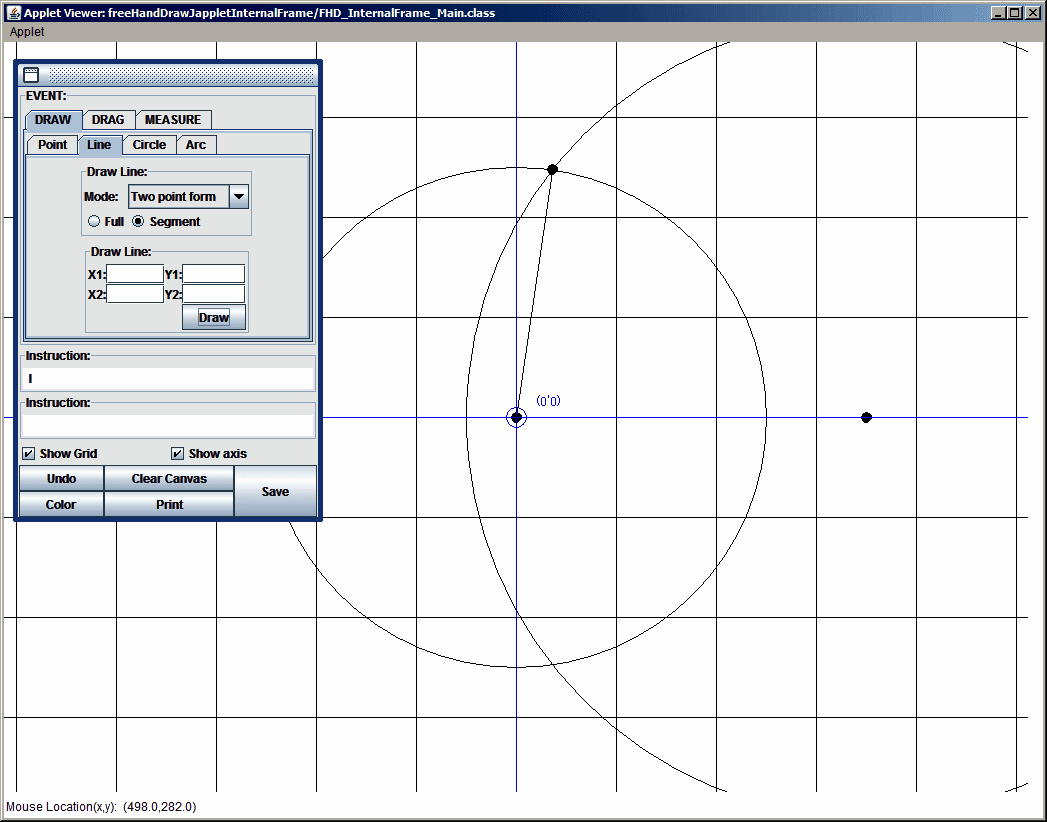 Applet Viewer: freeHandDrawJappletInternalFrame/FHD_InternalFrame_Main.class
Applet
EVENT:
DRAW DRAG MEASURE
Point Line Circle Arc
Draw Line:
Mode: Two point form
Full Segment
Draw Line:
X1: Y1:
X2: Y2:
Draw
Instruction:
I
Instruction:
Show Grid Show axis
Undo Clear Canvas Save
Color Print
(0'0)
Mouse Location(x,y): (498.0,282.0)